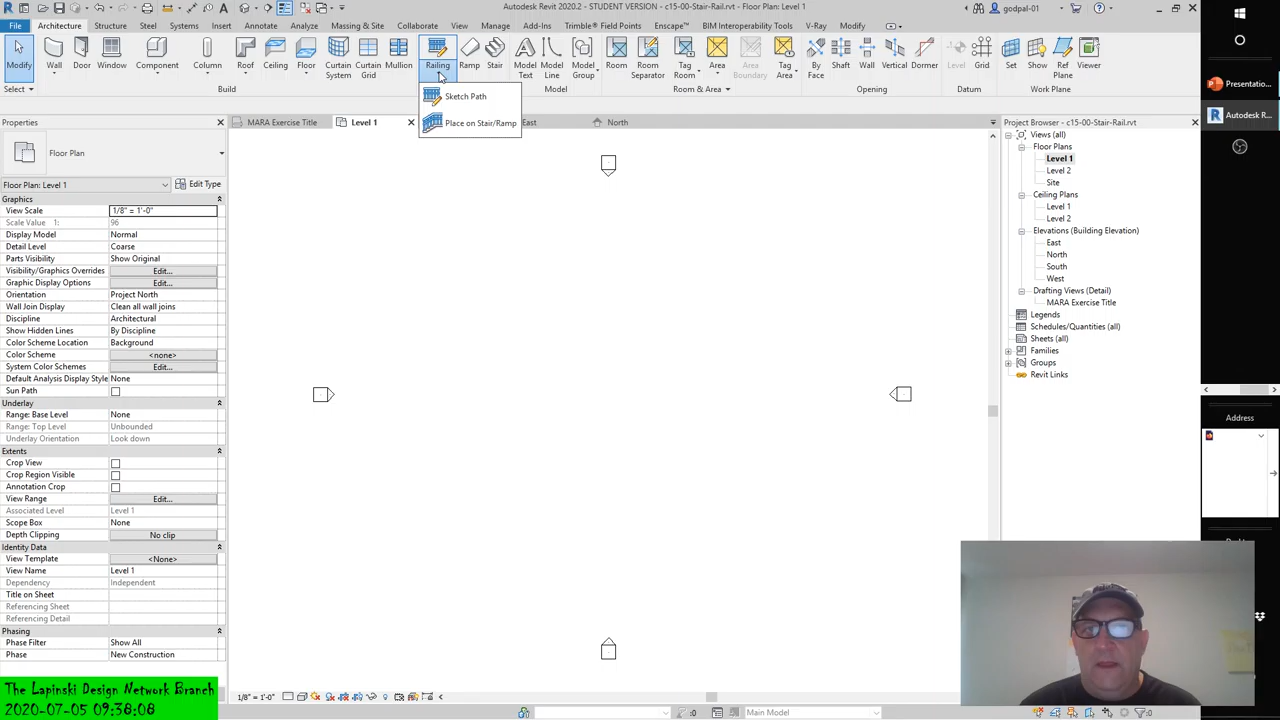 Autodesk Revit 2020.2 - STUDENT VERSION - c15-00-Stair-Rail.rvt - Floor Plan: Level 1
godpal-01
File Architecture Structure Steel Systems Insert Annotate Analyze Massing & Site Collaborate View Manage Add-Ins Trimble® Field Points Enscape™ BIM Interoperability Tools V-Ray Modify
Modify Wall Door Window Component Column Roof Ceiling Floor Curtain System Curtain Grid Mullion Railing Ramp Stair Model Text Model Line Model Group Room Room Separator Tag Room Area Area Boundary Tag Area By Face Shaft Wall Vertical Dormer Level Grid Set Show Ref Plane Viewer
Select Build Model Room & Area Opening Datum Work Plane
Sketch Path
Place on Stair/Ramp
Presentatio...
Autodesk R...
MARA Exercise Title Level 1 East North
Properties
Floor Plan
Floor Plan: Level 1 Edit Type
Graphics
View Scale 1/8" = 1'-0"
Scale Value 1: 96
Display Model Normal
Detail Level Coarse
Parts Visibility Show Original
Visibility/Graphics Overrides Edit...
Graphic Display Options Edit...
Orientation Project North
Wall Join Display Clean all wall joins
Discipline Architectural
Show Hidden Lines By Discipline
Color Scheme Location Background
Color Scheme <none>
System Color Schemes Edit...
Default Analysis Display Style None
Sun Path
Underlay
Range: Base Level None
Range: Top Level Unbounded
Underlay Orientation Look down
Extents
Crop View
Crop Region Visible
Annotation Crop
View Range Edit...
Associated Level Level 1
Scope Box None
Depth Clipping No clip
Identity Data
View Template <None>
View Name Level 1
Dependency Independent
Title on Sheet
Referencing Sheet
Referencing Detail
Phasing
Phase Filter Show All
Phase New Construction
The Lapinski Design Network Branch
2020-07-05 09:38:08
1/8" = 1'-0"
:0
Main Model
:0
Project Browser - c15-00-Stair-Rail.rvt
Views (all)
Floor Plans
Level 1
Level 2
Site
Ceiling Plans
Level 1
Level 2
Elevations (Building Elevation)
East
North
South
West
Drafting Views (Detail)
MARA Exercise Title
Legends
Schedules/Quantities (all)
Sheets (all)
Families
Groups
Revit Links
Address